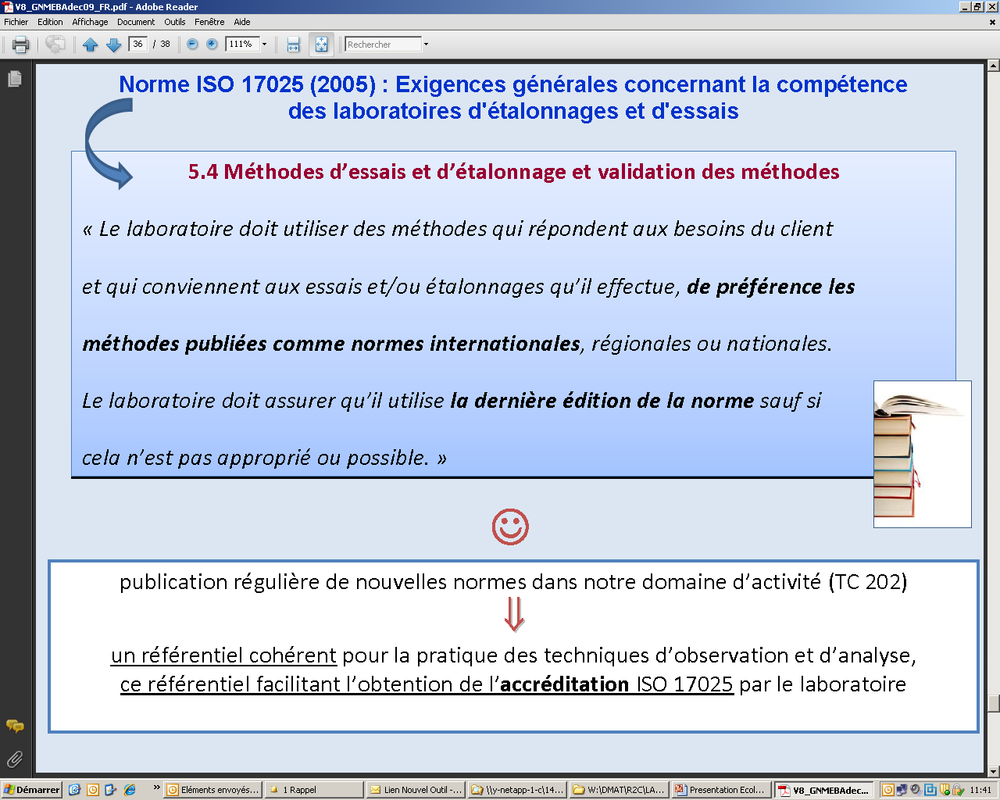 V8_GNMEBAdec09_FR.pdf - Adobe Reader
Fichier Edition Affichage Document Outils Fenêtre Aide
36 / 38 111% Rechercher
Norme ISO 17025 (2005) : Exigences générales concernant la compétence
des laboratoires d'étalonnages et d'essais
5.4 Méthodes d’essais et d’étalonnage et validation des méthodes
« Le laboratoire doit utiliser des méthodes qui répondent aux besoins du client
et qui conviennent aux essais et/ou étalonnages qu’il effectue, de préférence les
méthodes publiées comme normes internationales, régionales ou nationales.
Le laboratoire doit assurer qu’il utilise la dernière édition de la norme sauf si
cela n’est pas approprié ou possible. »
publication régulière de nouvelles normes dans notre domaine d’activité (TC 202)
un référentiel cohérent pour la pratique des techniques d’observation et d’analyse,
ce référentiel facilitant l’obtention de l’accréditation ISO 17025 par le laboratoire
Démarrer » Eléments envoyés... 1 Rappel Lien Nouvel Outil -... \\y-netapp-1-c\14... W:\DMAT\R2C\LA... Presentation Ecol... V8_GNMEBAdec... 11:41